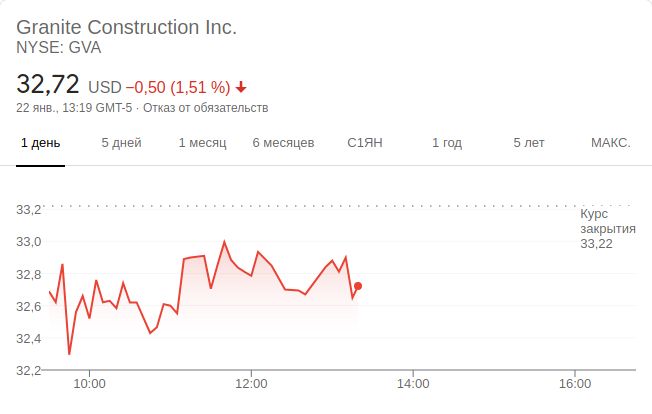 Granite Construction Inc.
NYSE: GVA
32,72 USD −0,50 (1,51 %)
22 янв., 13:19 GMT-5 · Отказ от обязательств
1 день 5 дней 1 месяц 6 месяцев С1ЯН 1 год 5 лет МАКС.
33,2
Курс
закрытия
33,22
33,0
32,8
32,6
32,4
32,2
10:00 12:00 14:00 16:00